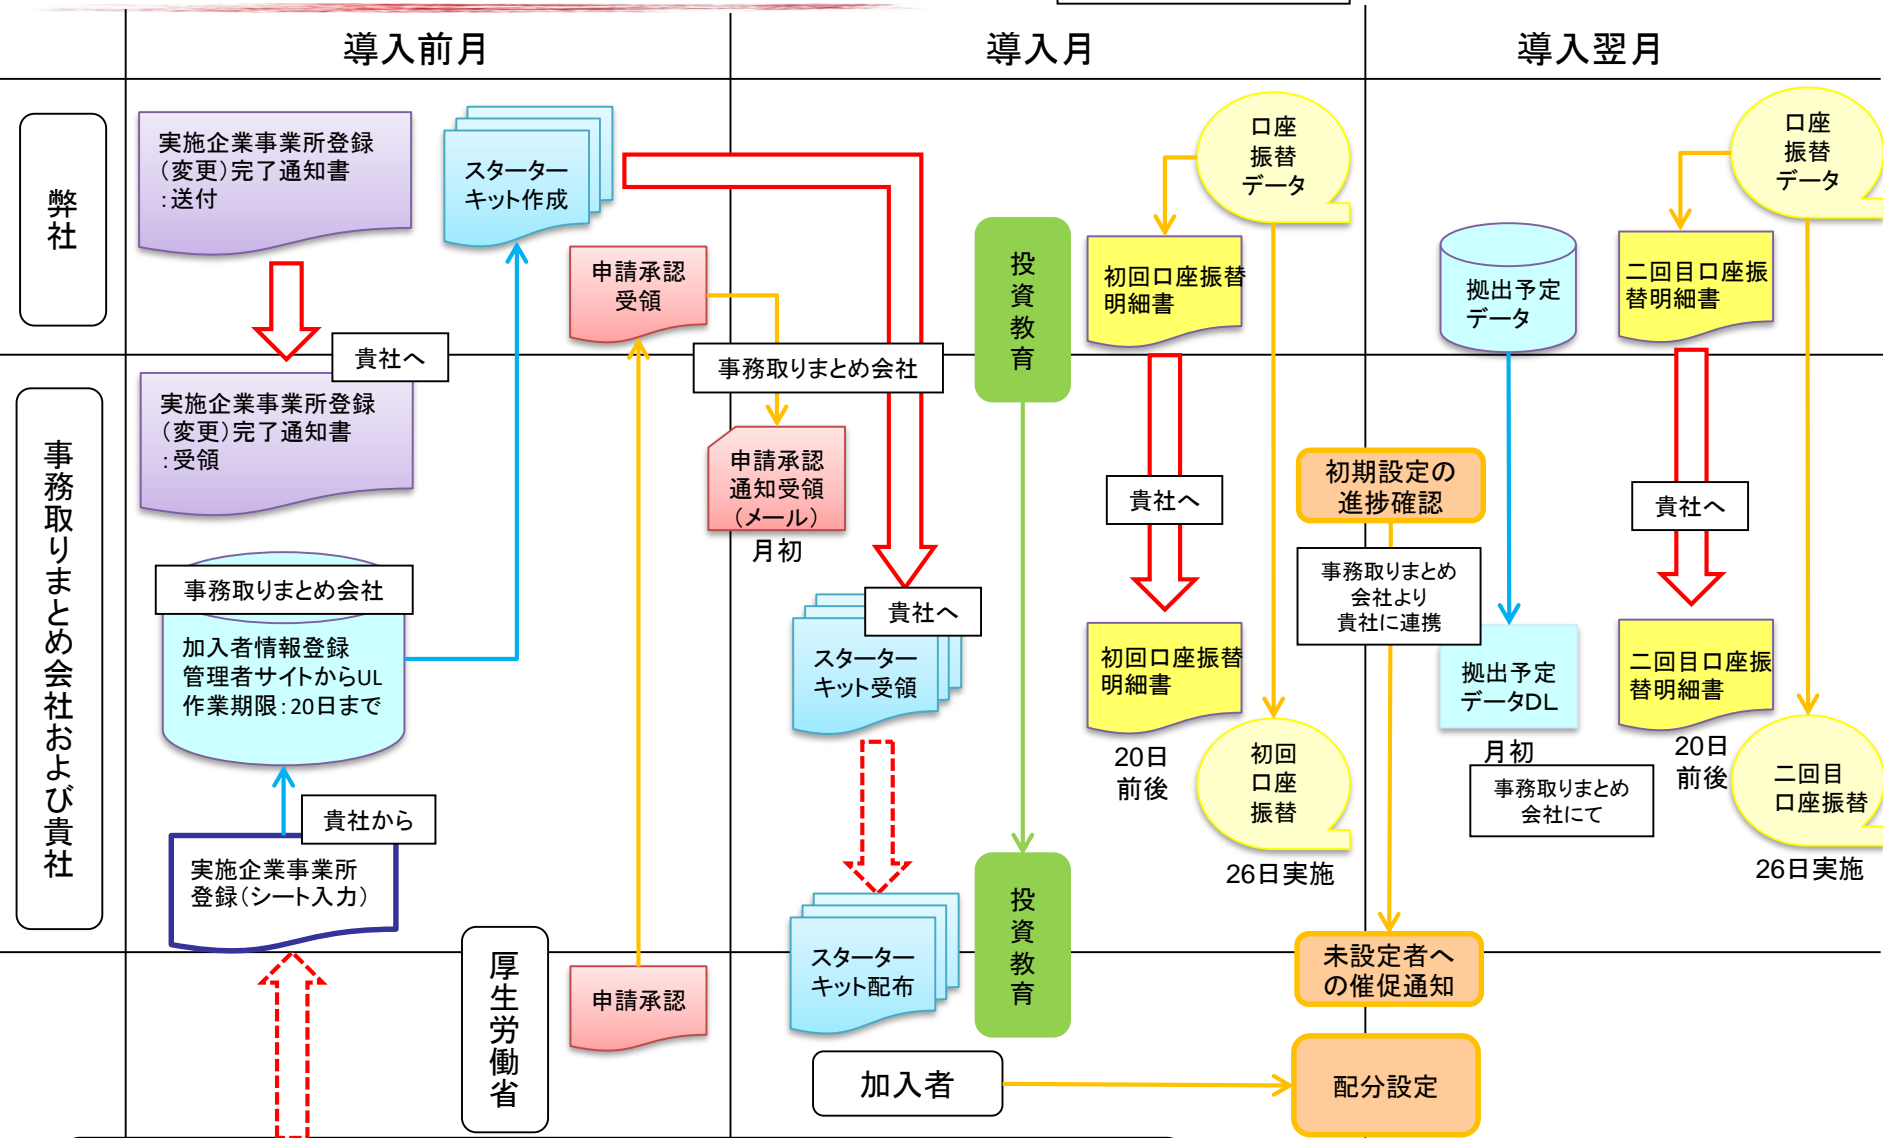 導入前月
導入月
導入翌月
弊社
実施企業事業所登録
（変更）完了通知書
：送付
スターター
キット作成
申請承認
受領
投資教育
口座
振替
データ
初回口座振替
明細書
拠出予定
データ
口座
振替
データ
二回目口座振
替明細書
貴社へ
事務取りまとめ会社
事務取りまとめ会社および貴社
実施企業事業所登録
（変更）完了通知書
：受領
申請承認
通知受領
（メール）
月初
貴社へ
初期設定の
進捗確認
貴社へ
事務取りまとめ会社
加入者情報登録
管理者サイトからUL
作業期限：20日まで
貴社へ
スターター
キット受領
初回口座振替
明細書
20日
前後
初回
口座
振替
26日実施
事務取りまとめ
会社より
貴社に連携
拠出予定
データDL
月初
事務取りまとめ
会社にて
二回目口座振
替明細書
20日
前後
二回目
口座振替
26日実施
貴社から
実施企業事業所
登録（シート入力）
厚生労働省
申請承認
スターター
キット配布
投資教育
未設定者へ
の催促通知
加入者
配分設定